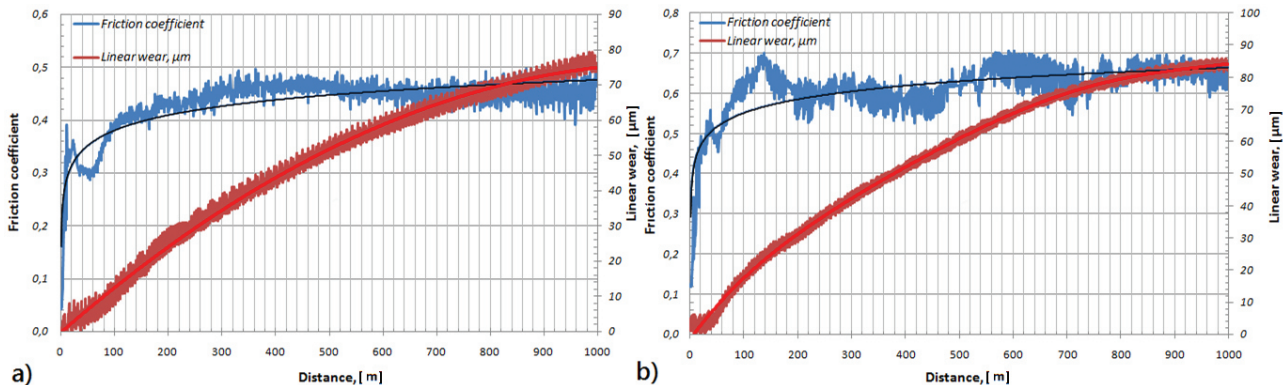 Friction coefficient
Linear wear, µm
0,6
0,5
0,4
0,3
0,2
0,1
0,0
Friction coefficient
90
80
70
60
50
40
30
20
10
0
Linear wear, [µm]
0 100 200 300 400 500 600 700 800 900 1000
Distance, [ m]
a)
Friction coefficient
Linear wear, µm
0,8
0,7
0,6
0,5
0,4
0,3
0,2
0,1
0,0
Friction coefficient
100
90
80
70
60
50
40
30
20
10
0
Linear wear, [µm]
0 100 200 300 400 500 600 700 800 900 1000
Distance, [ m]
b)